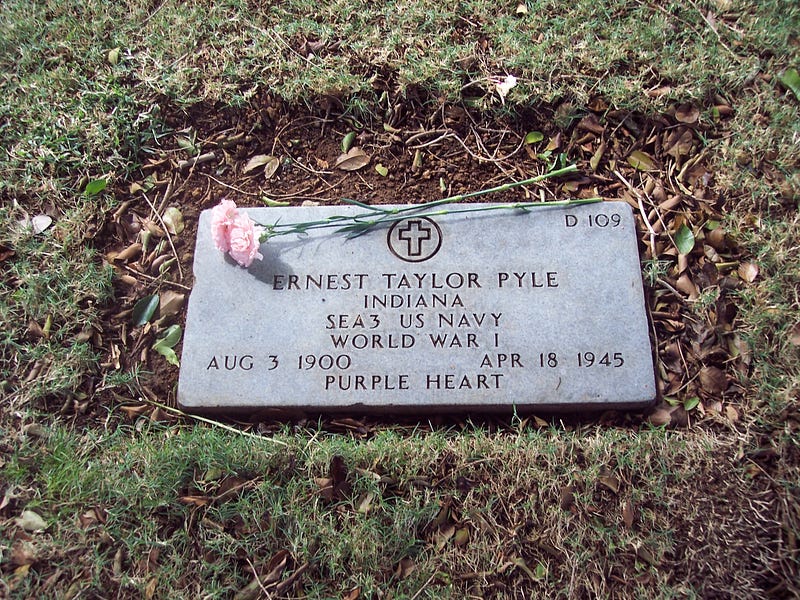 D 109
ERNEST TAYLOR PYLE
INDIANA
SEA3 US NAVY
WORLD WAR I
AUG 3 1900 APR 18 1945
PURPLE HEART